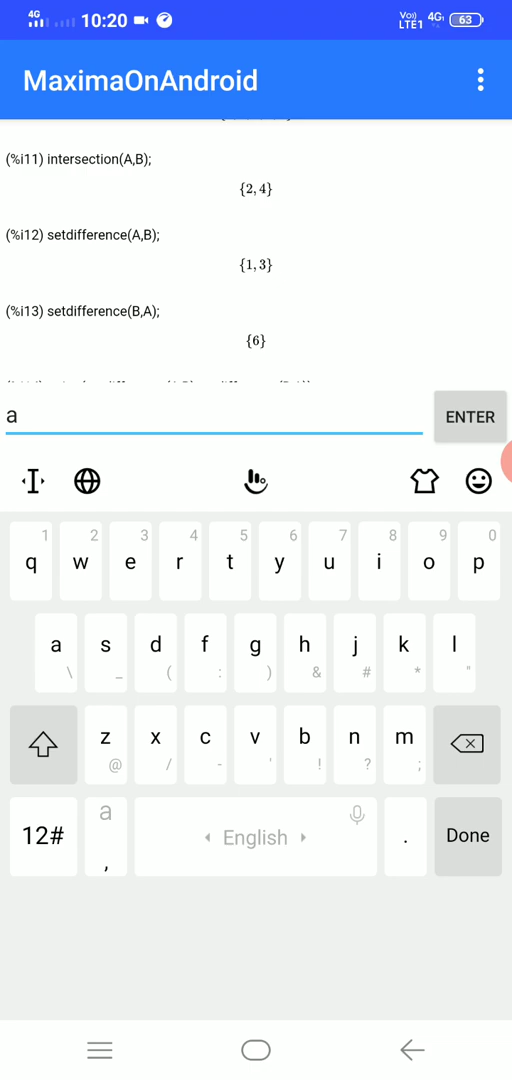 4G 10:20 Vo)) LTE1 4G 63
MaximaOnAndroid
(%i11) intersection(A,B);
{2, 4}
(%i12) setdifference(A,B);
{1, 3}
(%i13) setdifference(B,A);
{6}
a ENTER
1 2 3 4 5 6 7 8 9 0
q w e r t y u i o p
a s d f g h j k l
\ _ ( : ) & # * "
z x c v b n m
@ / - ' ! ? ;
12# a , English . Done